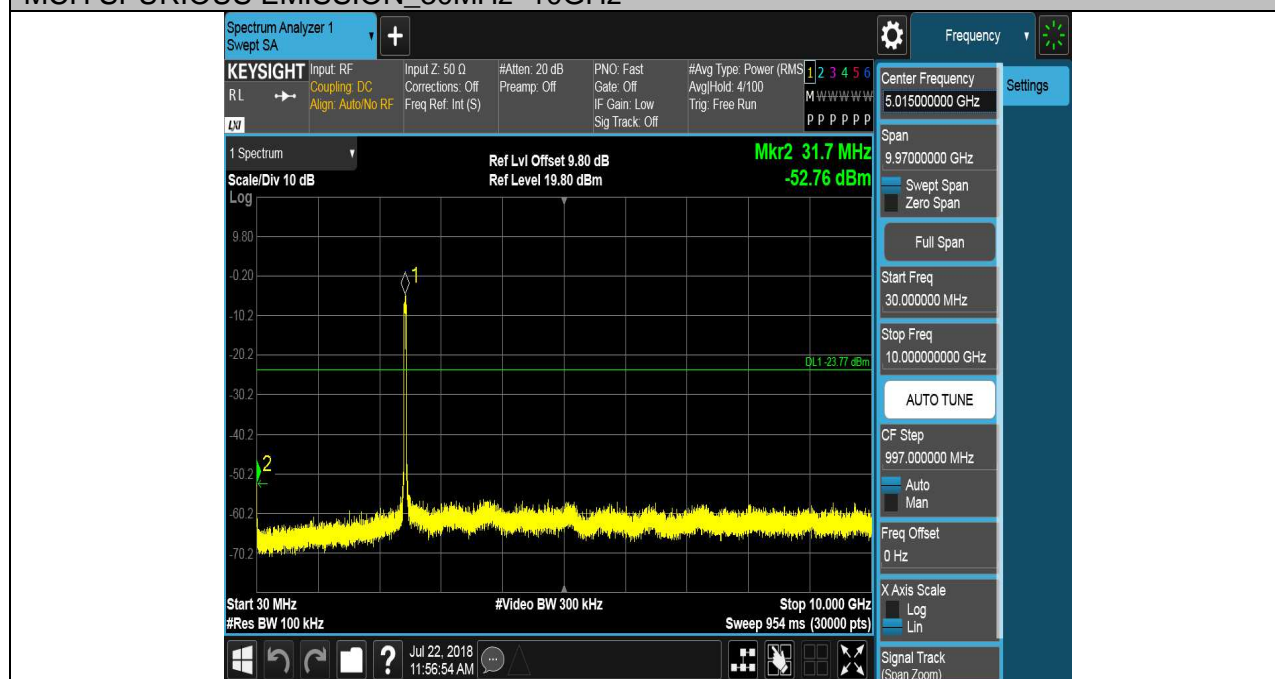 MCH SPURIOUS EMISSION_30MHz~10GHz
Spectrum Analyzer 1
Swept SA
+
Frequency
KEYSIGHT
RL
LXI
Input: RF
Coupling: DC
Align: Auto/No RF
Input Z: 50 Ω
Corrections: Off
Freq Ref: Int (S)
#Atten: 20 dB
Preamp: Off
PNO: Fast
Gate: Off
IF Gain: Low
Sig Track: Off
#Avg Type: Power (RMS
Avg|Hold: 4/100
Trig: Free Run
1 2 3 4 5 6
M W W W W W
P P P P P P
1 Spectrum
Scale/Div 10 dB
Log
Ref Lvl Offset 9.80 dB
Ref Level 19.80 dBm
Mkr2 31.7 MHz
-52.76 dBm
9.80
-0.20
-10.2
-20.2
-30.2
-40.2
-50.2
-60.2
-70.2
1
2
DL1 -23.77 dBm
Start 30 MHz
#Res BW 100 kHz
#Video BW 300 kHz
Stop 10.000 GHz
Sweep 954 ms (30000 pts)
?
Jul 22, 2018
11:56:54 AM
Center Frequency
5.015000000 GHz
Span
9.97000000 GHz
Swept Span
Zero Span
Full Span
Start Freq
30.000000 MHz
Stop Freq
10.000000000 GHz
AUTO TUNE
CF Step
997.000000 MHz
Auto
Man
Freq Offset
0 Hz
X Axis Scale
Log
Lin
Signal Track
(Span Zoom)
Settings